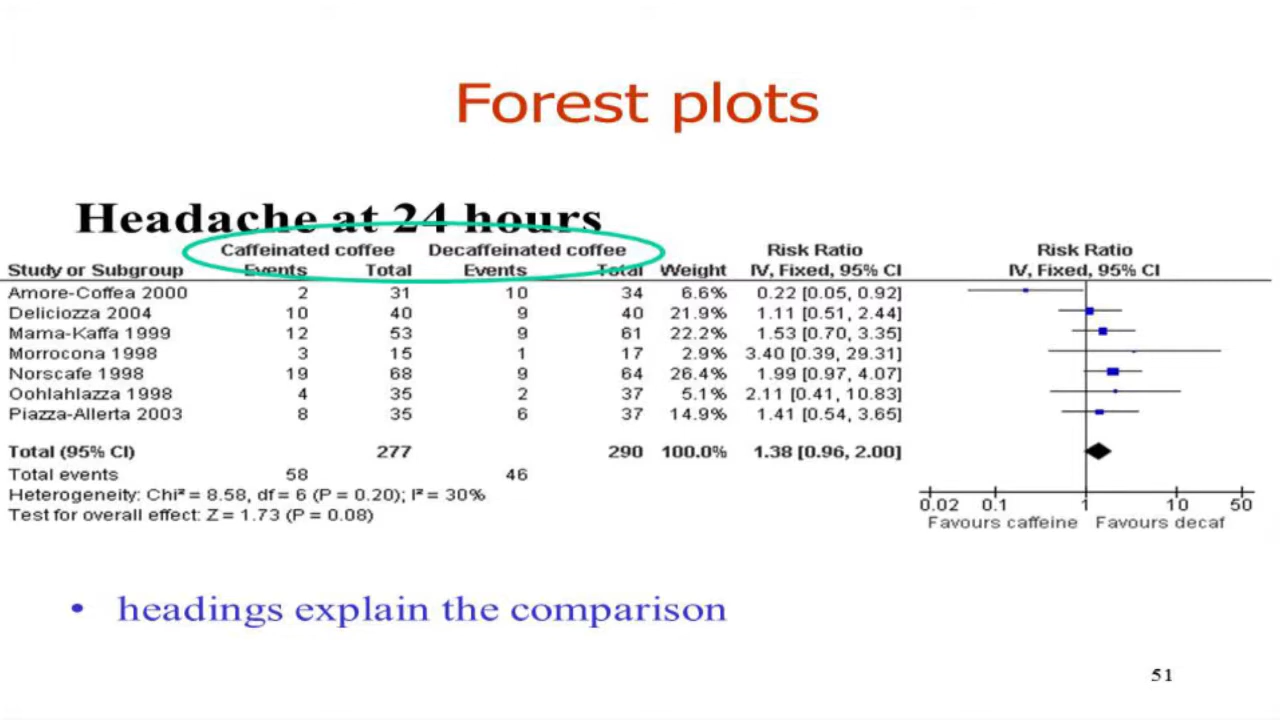 Forest plots
Headache at 24 hours
Caffeinated coffee Decaffeinated coffee Risk Ratio Risk Ratio
Study or Subgroup Events Total Events Total Weight IV, Fixed, 95% CI IV, Fixed, 95% CI
Amore-Coffea 2000 2 31 10 34 6.6% 0.22 [0.05, 0.92]
Deliciozza 2004 10 40 9 40 21.9% 1.11 [0.51, 2.44]
Mama-Kaffa 1999 12 53 9 61 22.2% 1.53 [0.70, 3.35]
Morrocona 1998 3 15 1 17 2.9% 3.40 [0.39, 29.31]
Norscafe 1998 19 68 9 64 26.4% 1.99 [0.97, 4.07]
Oohlahlazza 1998 4 35 2 37 5.1% 2.11 [0.41, 10.83]
Piazza-Allerta 2003 8 35 6 37 14.9% 1.41 [0.54, 3.65]
Total (95% CI) 277 290 100.0% 1.38 [0.96, 2.00]
Total events 58 46
Heterogeneity: Chi² = 8.58, df = 6 (P = 0.20); I² = 30%
Test for overall effect: Z = 1.73 (P = 0.08)
0.02 0.1 1 10 50
Favours caffeine Favours decaf
• headings explain the comparison
51